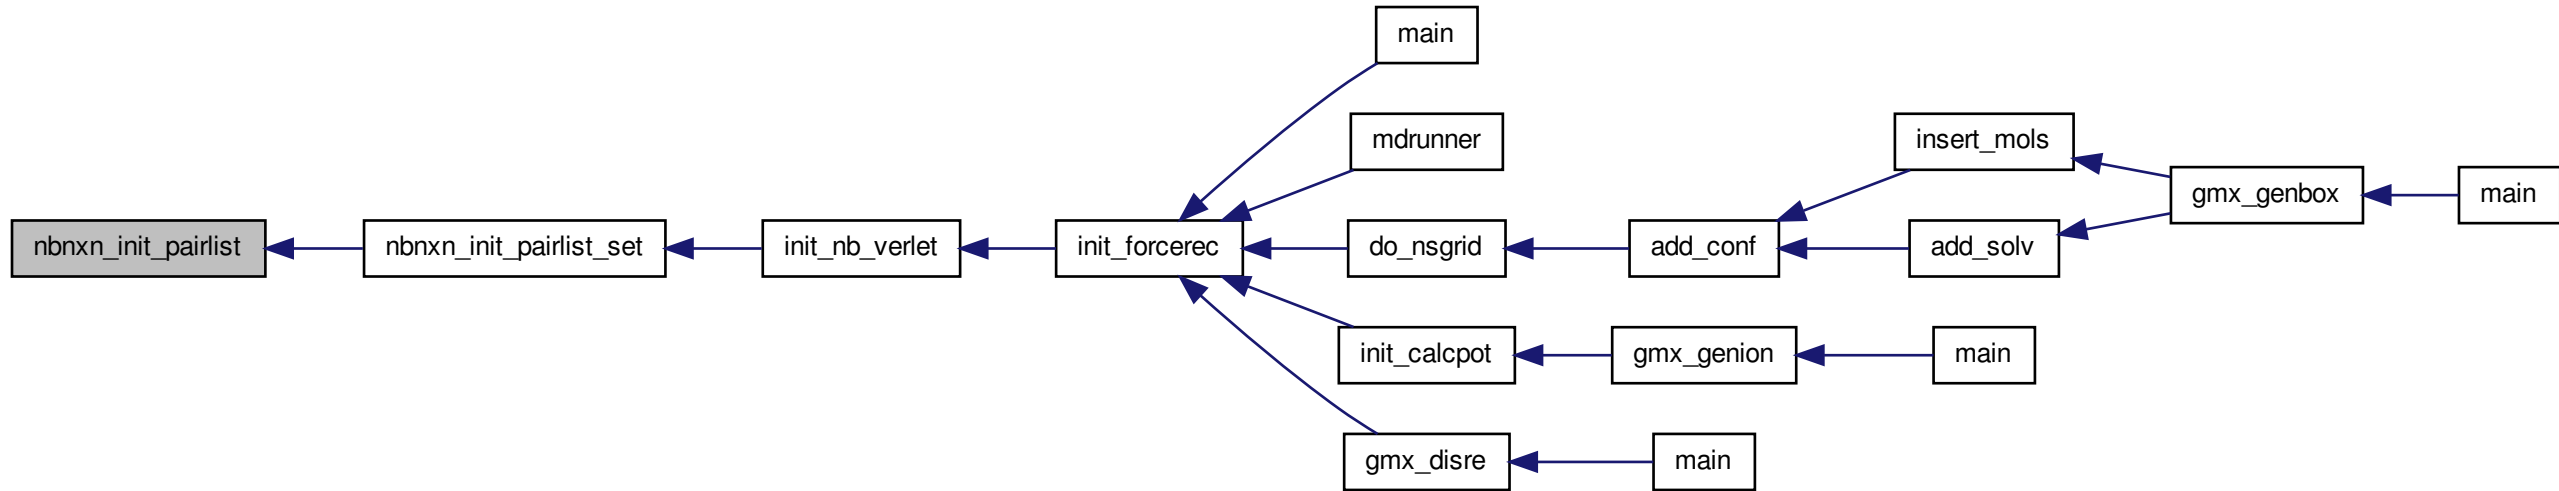 main
mdrunner
insert_mols
gmx_genbox
main
nbnxn_init_pairlist
nbnxn_init_pairlist_set
init_nb_verlet
init_forcerec
do_nsgrid
add_conf
add_solv
init_calcpot
gmx_genion
main
gmx_disre
main